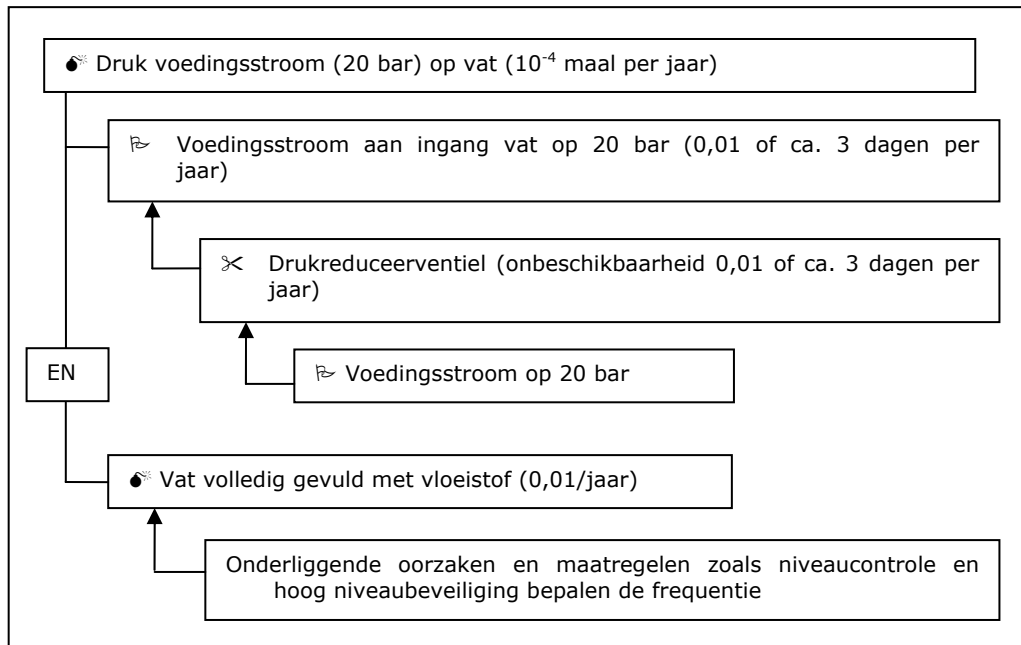 💣 Druk voedingsstroom (20 bar) op vat (10⁻⁴ maal per jaar)
Voedingsstroom aan ingang vat op 20 bar (0,01 of ca. 3 dagen per
jaar)
Drukreduceerventiel (onbeschikbaarheid 0,01 of ca. 3 dagen per
jaar)
EN
Voedingsstroom op 20 bar
💣 Vat volledig gevuld met vloeistof (0,01/jaar)
Onderliggende oorzaken en maatregelen zoals niveaucontrole en
hoog niveaubeveiliging bepalen de frequentie